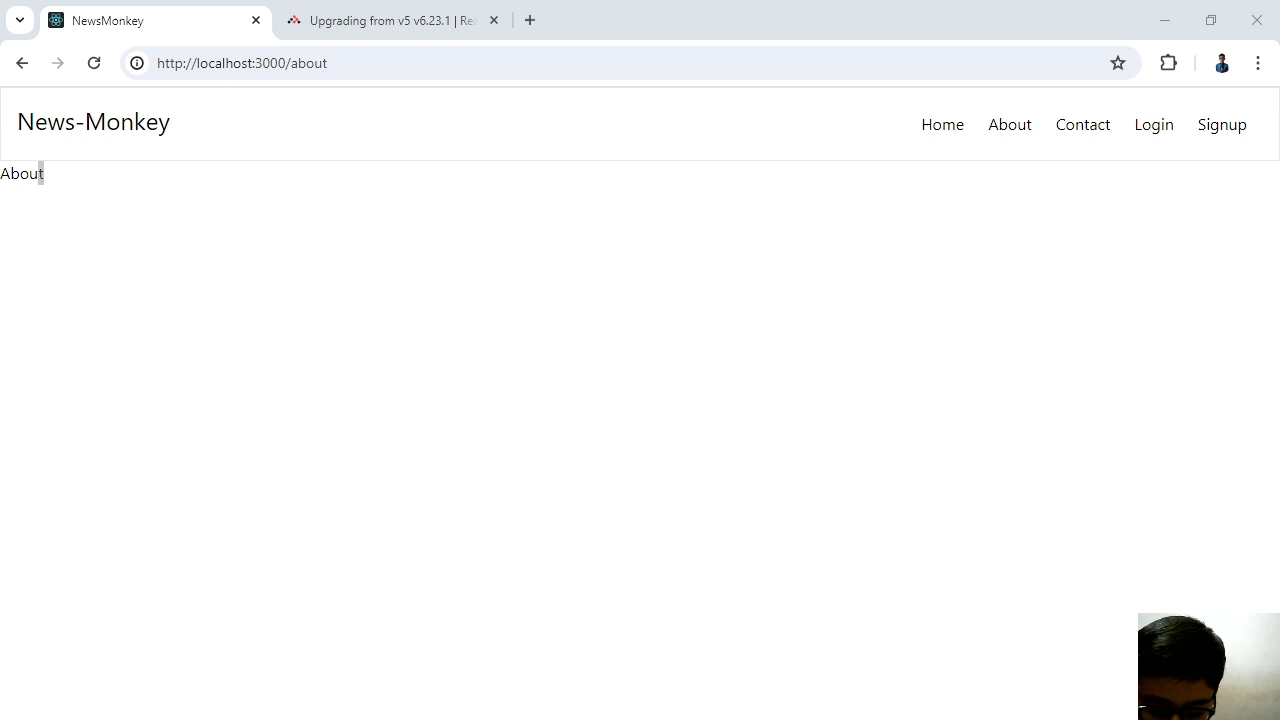 NewsMonkey
Upgrading from v5 v6.23.1 | Rea
http://localhost:3000/about
News-Monkey
Home About Contact Login Signup
About